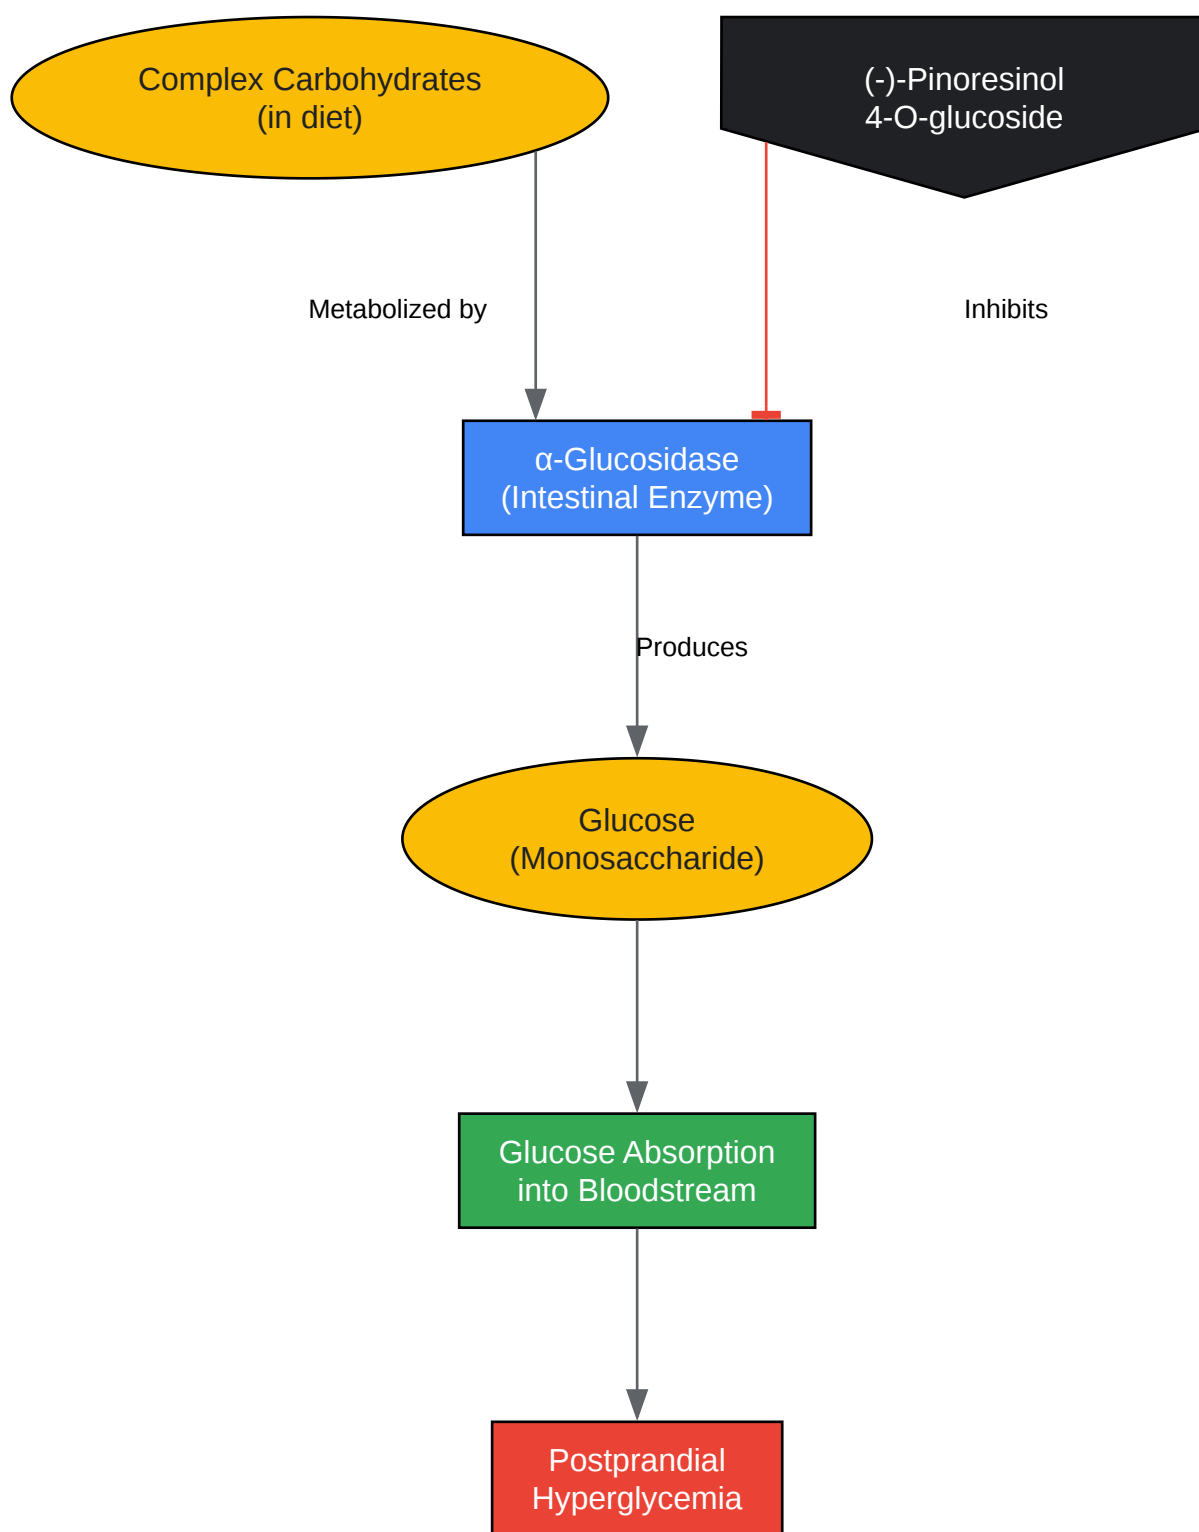 Complex Carbohydrates
(in diet)
(-)-Pinoresinol
4-O-glucoside
Metabolized by
Inhibits
α-Glucosidase
(Intestinal Enzyme)
Produces
Glucose
(Monosaccharide)
Glucose Absorption
into Bloodstream
Postprandial
Hyperglycemia